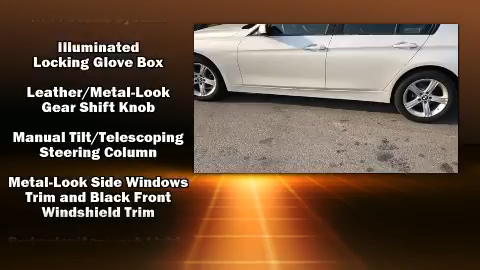 Illuminated
Locking Glove Box
Leather/Metal-Look
Gear Shift Knob
Manual Tilt/Telescoping
Steering Column
Metal-Look Side Windows
Trim and Black Front
Windshield Trim